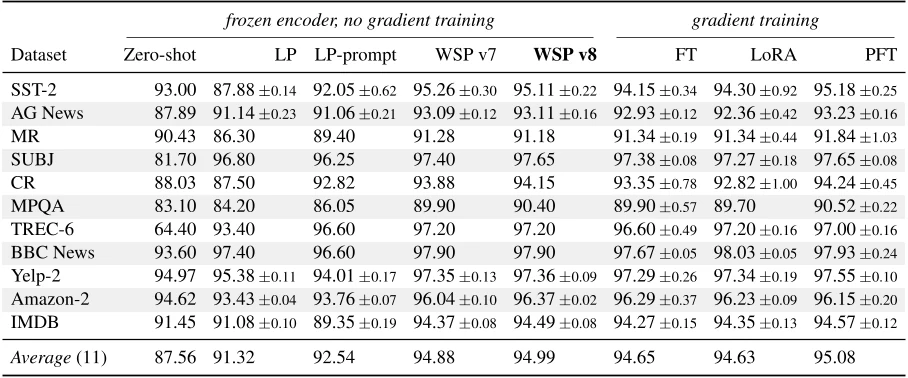 frozen encoder, no gradient training gradient training
Dataset Zero-shot LP LP-prompt WSP v7 WSP v8 FT LoRA PFT
SST-2 93.00 87.88 ±0.14 92.05 ±0.62 95.26 ±0.30 95.11 ±0.22 94.15 ±0.34 94.30 ±0.92 95.18 ±0.25
AG News 87.89 91.14 ±0.23 91.06 ±0.21 93.09 ±0.12 93.11 ±0.16 92.93 ±0.12 92.36 ±0.42 93.23 ±0.16
MR 90.43 86.30 89.40 91.28 91.18 91.34 ±0.19 91.34 ±0.44 91.84 ±1.03
SUBJ 81.70 96.80 96.25 97.40 97.65 97.38 ±0.08 97.27 ±0.18 97.65 ±0.08
CR 88.03 87.50 92.82 93.88 94.15 93.35 ±0.78 92.82 ±1.00 94.24 ±0.45
MPQA 83.10 84.20 86.05 89.90 90.40 89.90 ±0.57 89.70 90.52 ±0.22
TREC-6 64.40 93.40 96.60 97.20 97.20 96.60 ±0.49 97.20 ±0.16 97.00 ±0.16
BBC News 93.60 97.40 96.60 97.90 97.90 97.67 ±0.05 98.03 ±0.05 97.93 ±0.24
Yelp-2 94.97 95.38 ±0.11 94.01 ±0.17 97.35 ±0.13 97.36 ±0.09 97.29 ±0.26 97.34 ±0.19 97.55 ±0.10
Amazon-2 94.62 93.43 ±0.04 93.76 ±0.07 96.04 ±0.10 96.37 ±0.02 96.29 ±0.37 96.23 ±0.09 96.15 ±0.20
IMDB 91.45 91.08 ±0.10 89.35 ±0.19 94.37 ±0.08 94.49 ±0.08 94.27 ±0.15 94.35 ±0.13 94.57 ±0.12
Average (11) 87.56 91.32 92.54 94.88 94.99 94.65 94.63 95.08